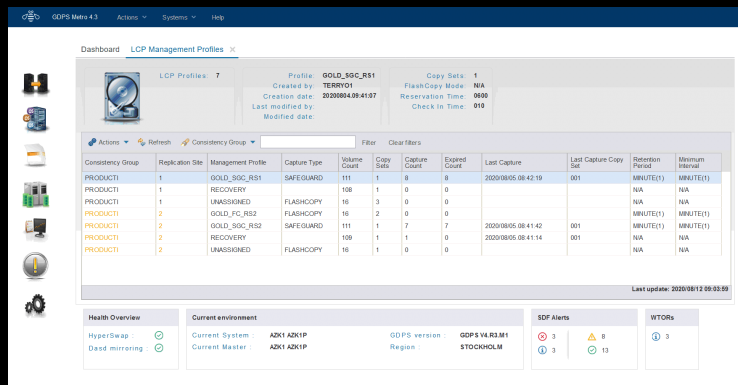 GDPS Metro 4.3 Actions Systems Help
Dashboard LCP Management Profiles
LCP Profiles: 7 Profile: GOLD_SGC_RS1 Copy Sets: 1
Created by: TERRYO1 FlashCopy Mode: N/A
Creation date: 20200804.09:41:07 Reservation Time: 0600
Last modified by: Check In Time: 010
Modified date:
Actions Refresh Consistency Group Filter Clear filters
Consistency Group Replication Site Management Profile Capture Type Volume Count Copy Sets Capture Count Expired Count Last Capture Last Capture Copy Set Retention Period Minimum Interval
PRODUCTI 1 GOLD_SGC_RS1 SAFEGUARD 111 1 8 8 2020/08/05 08:42:19 001 MINUTE(1) MINUTE(1)
PRODUCTI 1 RECOVERY 108 1 0 0 N/A N/A
PRODUCTI 1 UNASSIGNED FLASHCOPY 16 3 0 0 N/A N/A
PRODUCTI 2 GOLD_FC_RS2 FLASHCOPY 16 2 0 0 MINUTE(1) MINUTE(1)
PRODUCTI 2 GOLD_SGC_RS2 SAFEGUARD 111 1 7 7 2020/08/05 08:41:42 001 MINUTE(1) MINUTE(1)
PRODUCTI 2 RECOVERY 109 1 1 0 2020/08/05 08:41:14 001 N/A N/A
PRODUCTI 2 UNASSIGNED FLASHCOPY 16 1 0 0 N/A N/A
Last update: 2020/08/12 09:03:59
Health Overview Current environment SDF Alerts WTORs
HyperSwap : Current System : AZK1 AZK1P GDPS version : GDPS V4.R3.M1 3 8 3
Dasd mirroring : Current Master : AZK1 AZK1P Region : STOCKHOLM 3 13